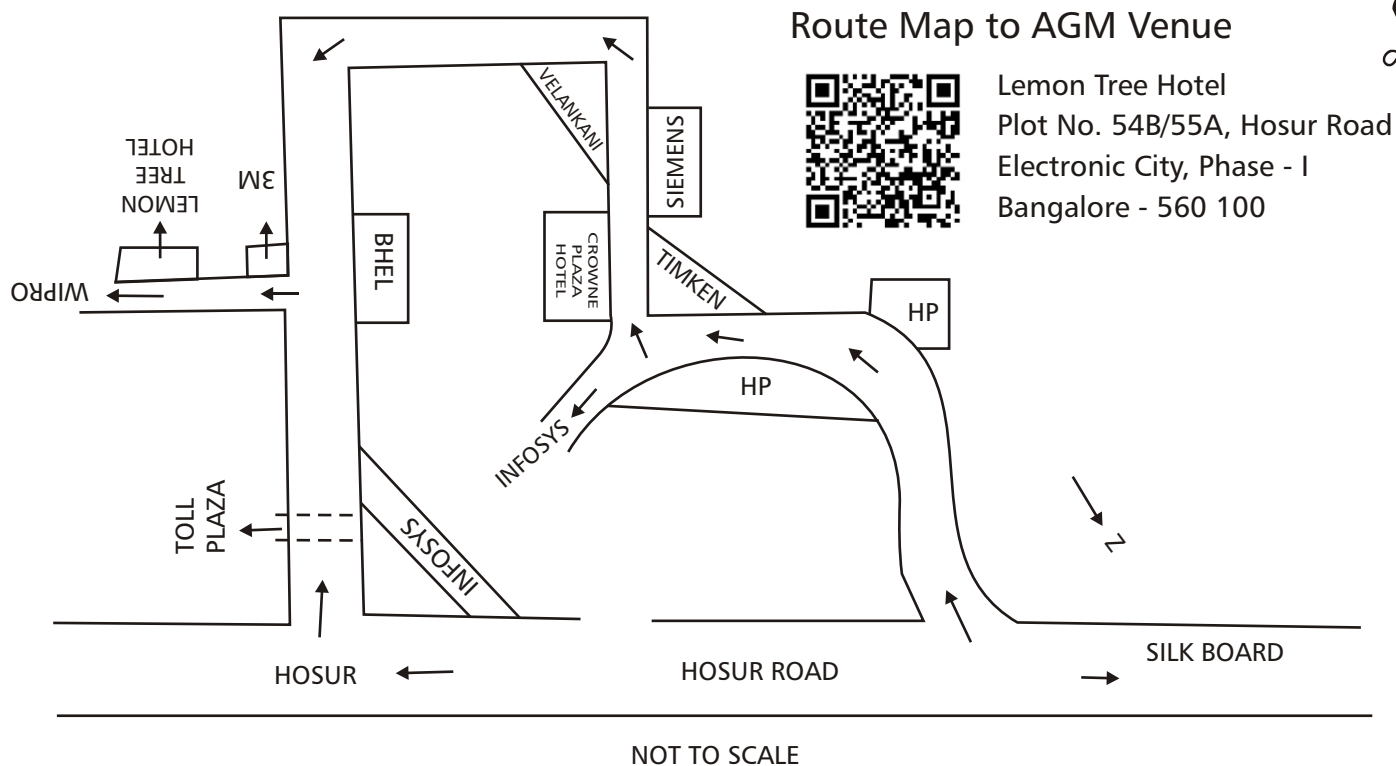 Route Map to AGM Venue
Lemon Tree Hotel
Plot No. 54B/55A, Hosur Road
Electronic City, Phase - I
Bangalore - 560 100
VELANKANI
SIEMENS
LEMON
TREE
HOTEL
3M
BHEL
CROWNE
PLAZA
HOTEL
TIMKEN
WIPRO
HP
HP
INFOSYS
TOLL
PLAZA
INFOSYS
N
HOSUR
HOSUR ROAD
SILK BOARD
NOT TO SCALE